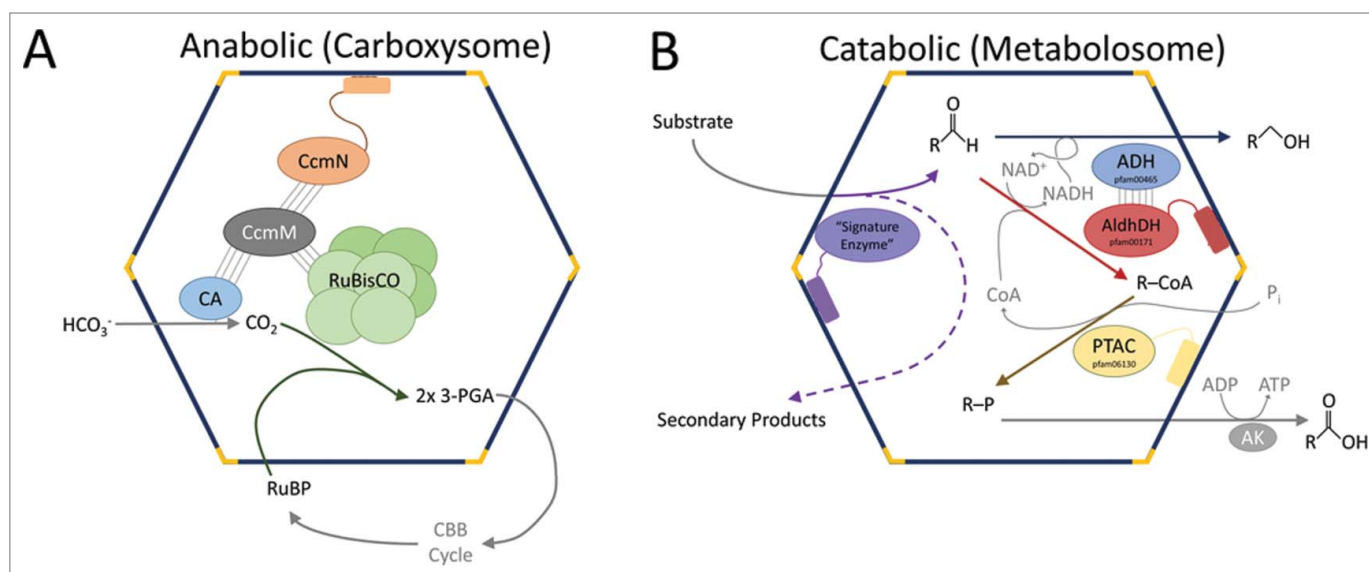 A
Anabolic (Carboxysome)
CcmN
CcmM
RuBisCO
CA
HCO3-
CO2
2x 3-PGA
RuBP
CBB
Cycle
B
Catabolic (Metabolosome)
Substrate
O
R
H
R
OH
NAD+
NADH
ADH
pfam00465
"Signature
Enzyme"
AldhDH
pfam00171
R–CoA
CoA
Pi
PTAC
pfam06130
ADP
ATP
R–P
Secondary Products
AK
O
R
OH